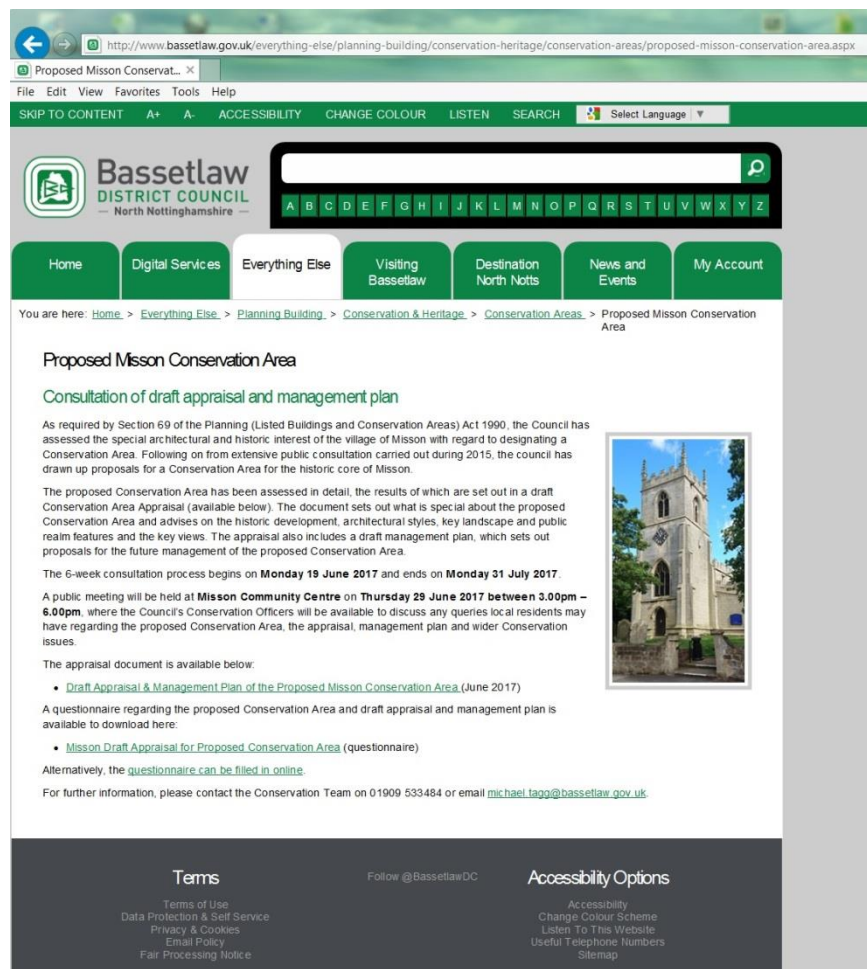 http://www.bassetlaw.gov.uk/everything-else/planning-building/conservation-heritage/conservation-areas/proposed-misson-conservation-area.aspx
Proposed Misson Conservat... ×
File Edit View Favorites Tools Help
SKIP TO CONTENT A+ A- ACCESSIBILITY CHANGE COLOUR LISTEN SEARCH Select Language ▼
Bassetlaw
DISTRICT COUNCIL
— North Nottinghamshire —
A B C D E F G H I J K L M N O P Q R S T U V W X Y Z
Home Digital Services Everything Else Visiting Bassetlaw Destination North Notts News and Events My Account
You are here: Home > Everything Else > Planning Building > Conservation & Heritage > Conservation Areas > Proposed Misson Conservation
Area
Proposed Misson Conservation Area
Consultation of draft appraisal and management plan
As required by Section 69 of the Planning (Listed Buildings and Conservation Areas) Act 1990, the Council has
assessed the special architectural and historic interest of the village of Misson with regard to designating a
Conservation Area. Following on from extensive public consultation carried out during 2015, the council has
drawn up proposals for a Conservation Area for the historic core of Misson.
The proposed Conservation Area has been assessed in detail, the results of which are set out in a draft
Conservation Area Appraisal (available below). The document sets out what is special about the proposed
Conservation Area and advises on the historic development, architectural styles, key landscape and public
realm features and the key views. The appraisal also includes a draft management plan, which sets out
proposals for the future management of the proposed Conservation Area.
The 6-week consultation process begins on Monday 19 June 2017 and ends on Monday 31 July 2017.
A public meeting will be held at Misson Community Centre on Thursday 29 June 2017 between 3.00pm –
6.00pm, where the Council's Conservation Officers will be available to discuss any queries local residents may
have regarding the proposed Conservation Area, the appraisal, management plan and wider Conservation
issues.
The appraisal document is available below:
• Draft Appraisal & Management Plan of the Proposed Misson Conservation Area (June 2017)
A questionnaire regarding the proposed Conservation Area and draft appraisal and management plan is
available to download here:
• Misson Draft Appraisal for Proposed Conservation Area (questionnaire)
Alternatively, the questionnaire can be filled in online.
For further information, please contact the Conservation Team on 01909 533484 or email michael.tagg@bassetlaw.gov.uk.
Terms
Terms of Use
Data Protection & Self Service
Privacy & Cookies
Email Policy
Fair Processing Notice
Follow @BassetlawDC
Accessibility Options
Accessibility
Change Colour Scheme
Listen To This Website
Useful Telephone Numbers
Sitemap